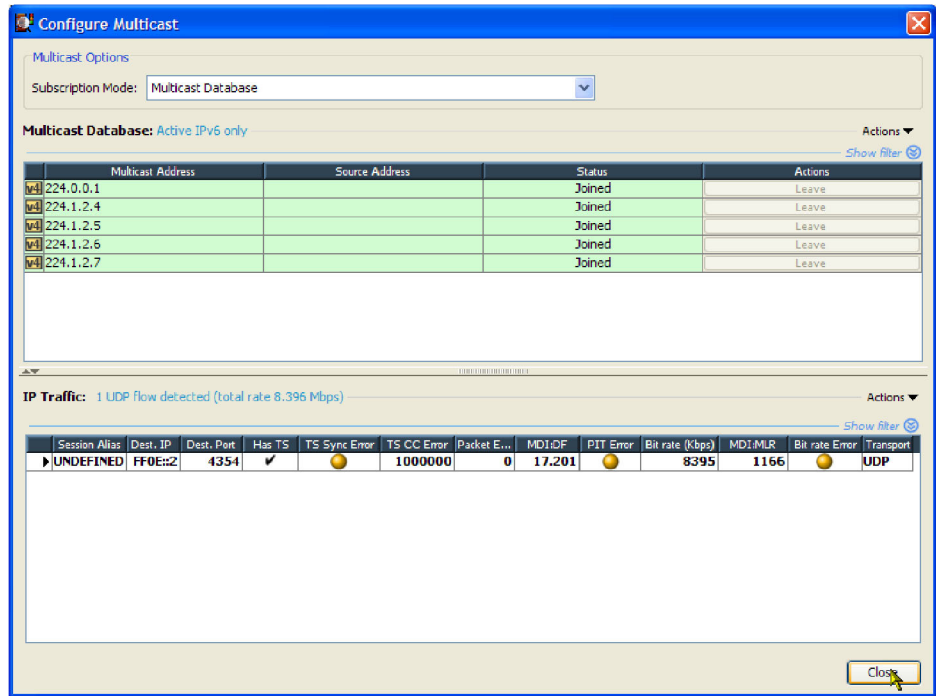 Configure Multicast
Multicast Options
Subscription Mode: Multicast Database
Multicast Database: Active IPv6 only Actions
Show filter
Multicast Address Source Address Status Actions
v4 224.0.0.1 Joined Leave
v4 224.1.2.4 Joined Leave
v4 224.1.2.5 Joined Leave
v4 224.1.2.6 Joined Leave
v4 224.1.2.7 Joined Leave
IP Traffic: 1 UDP flow detected (total rate 8.396 Mbps) Actions
Show filter
Session Alias Dest. IP Dest. Port Has TS TS Sync Error TS CC Error Packet E... MDI:DF PIT Error Bit rate (Kbps) MDI:MLR Bit rate Error Transport
UNDEFINED FF0E::2 4354 ✔ 1000000 0 17.201 8395 1166 UDP
Close